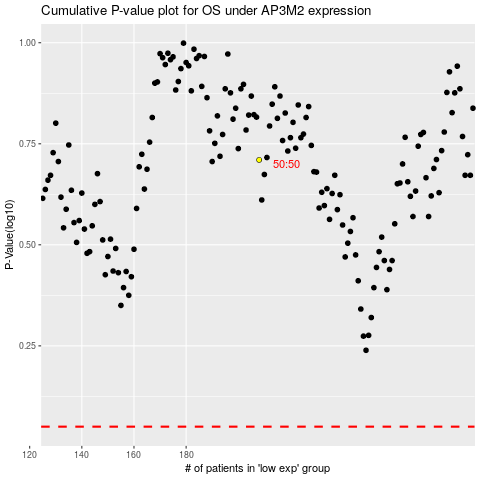 Cumulative P-value plot for OS under AP3M2 expression
P-Value(log10)
1.00
0.75
0.50
0.25
50:50
120 140 160 180
# of patients in 'low exp' group